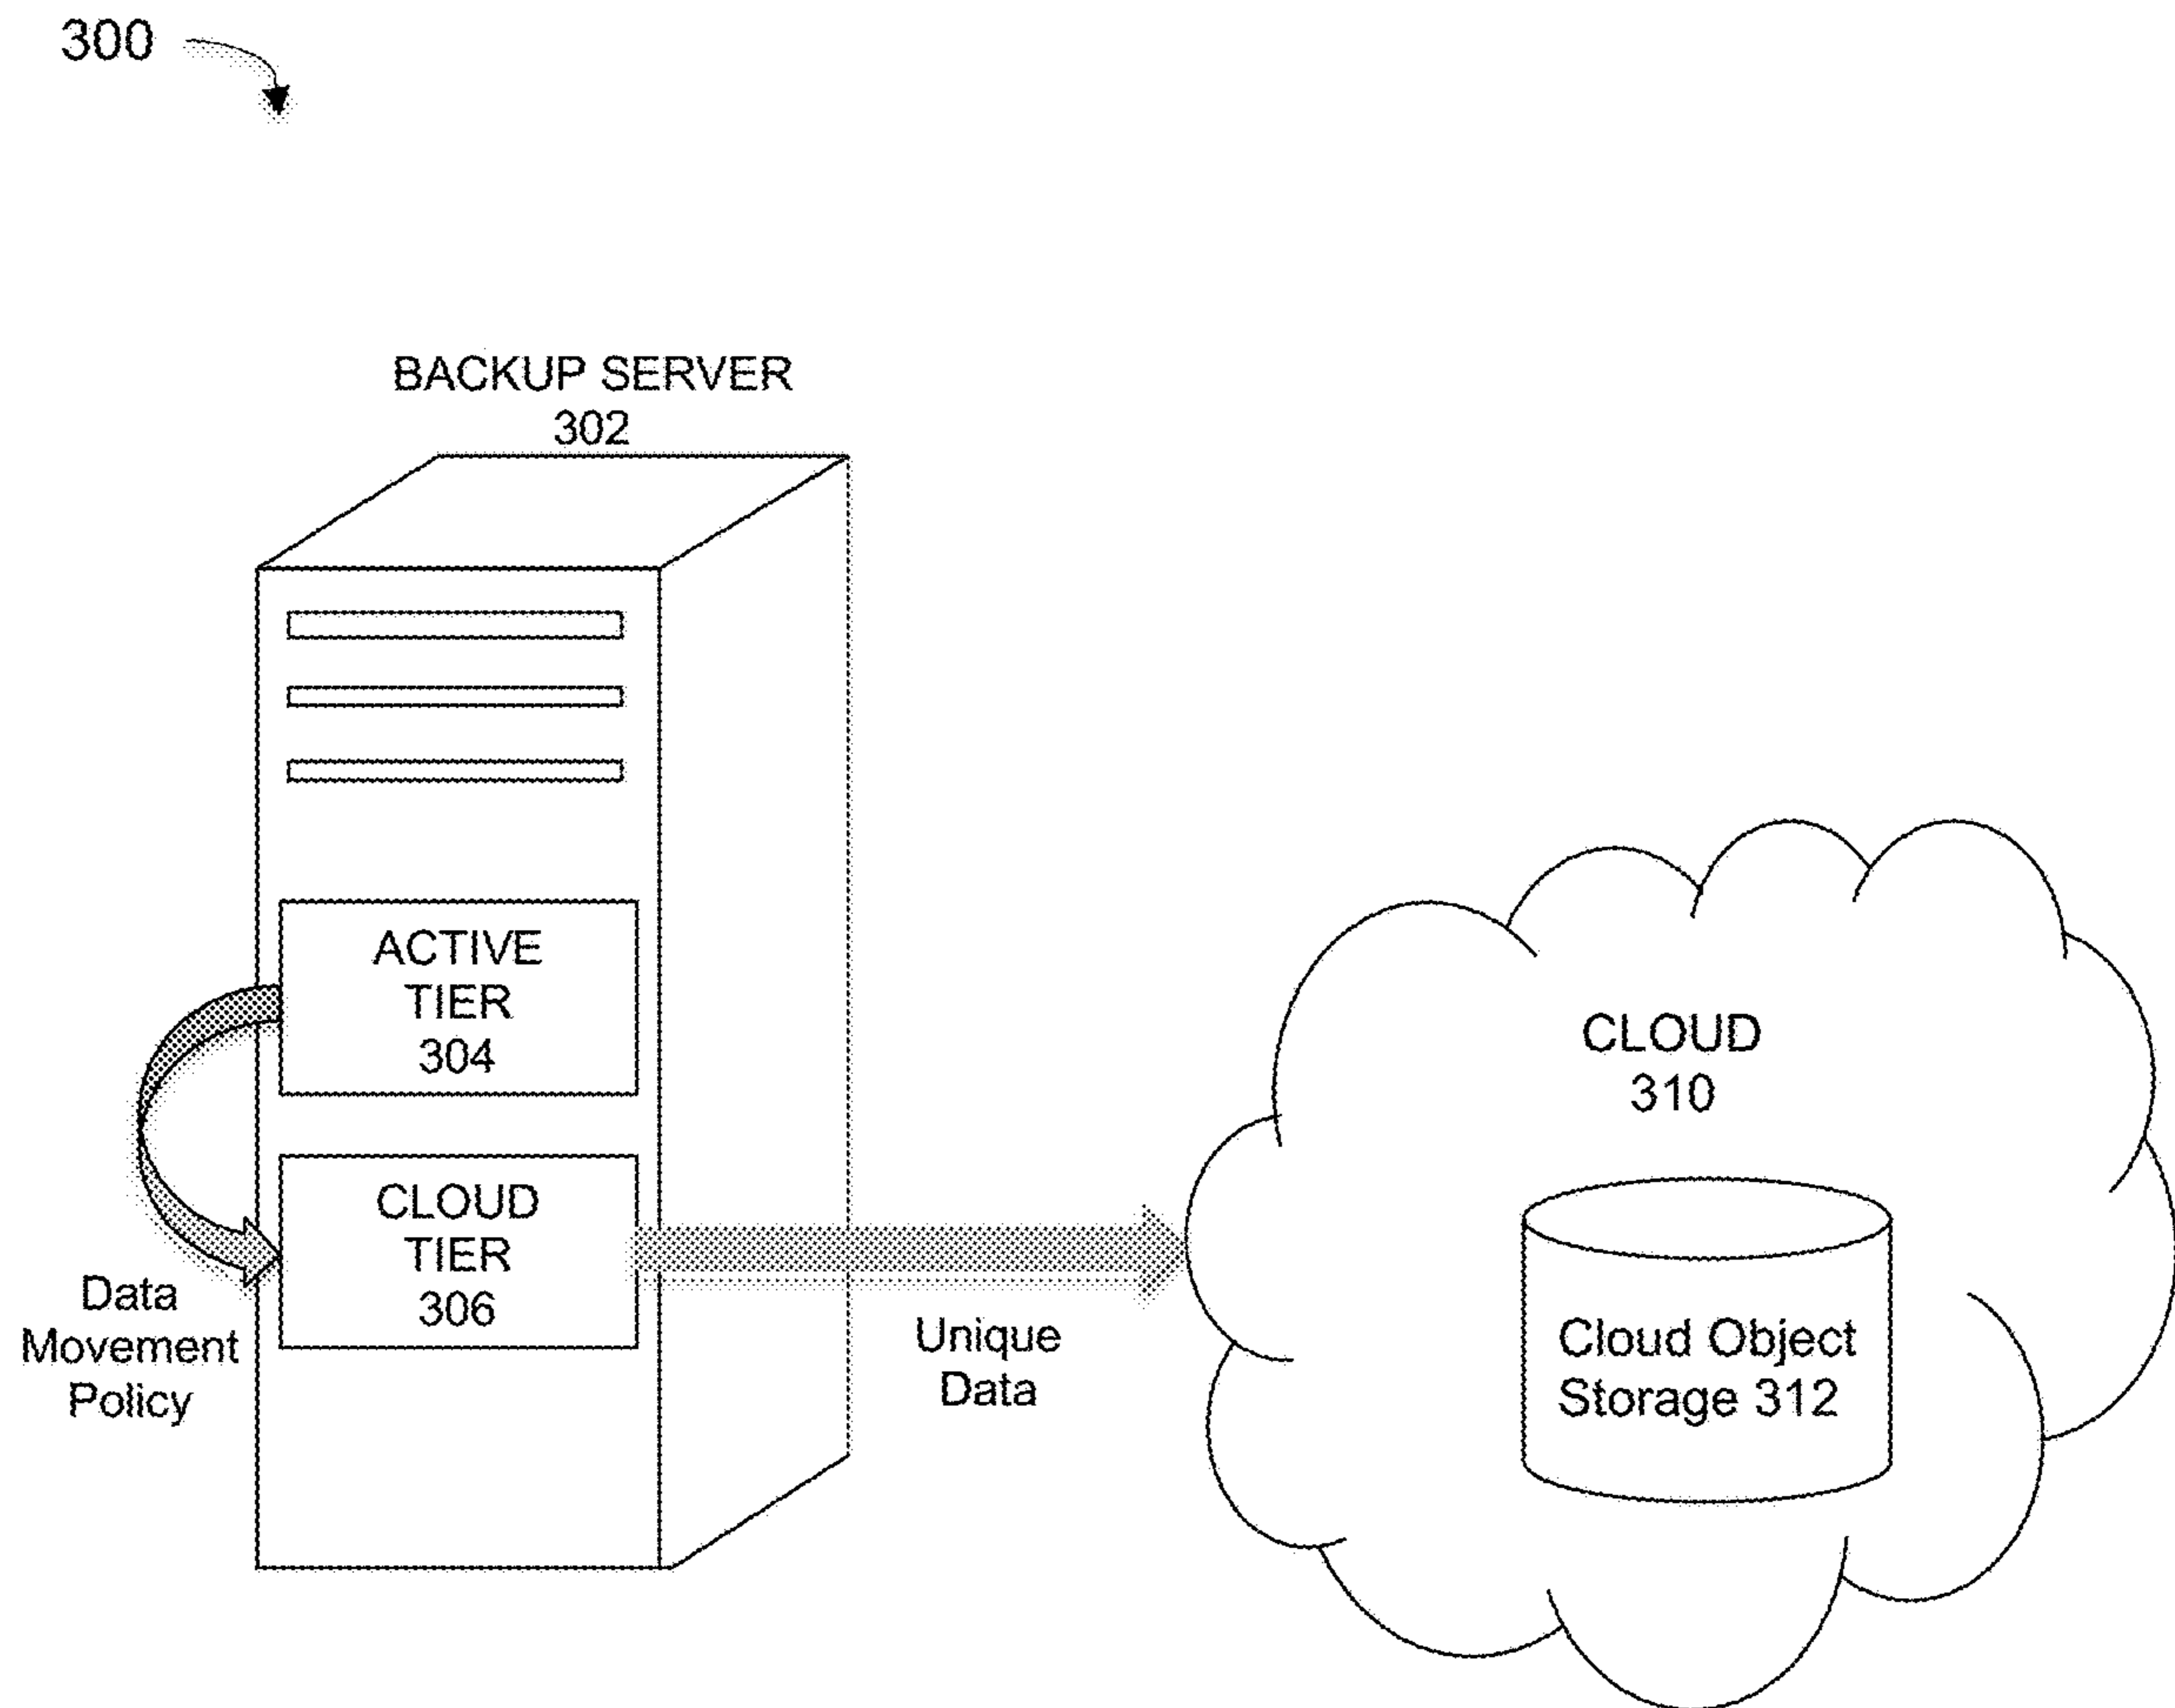 300
BACKUP SERVER
302
ACTIVE
TIER
304
CLOUD
TIER
306
Data
Movement
Policy
Unique
Data
CLOUD
310
Cloud Object
Storage 312